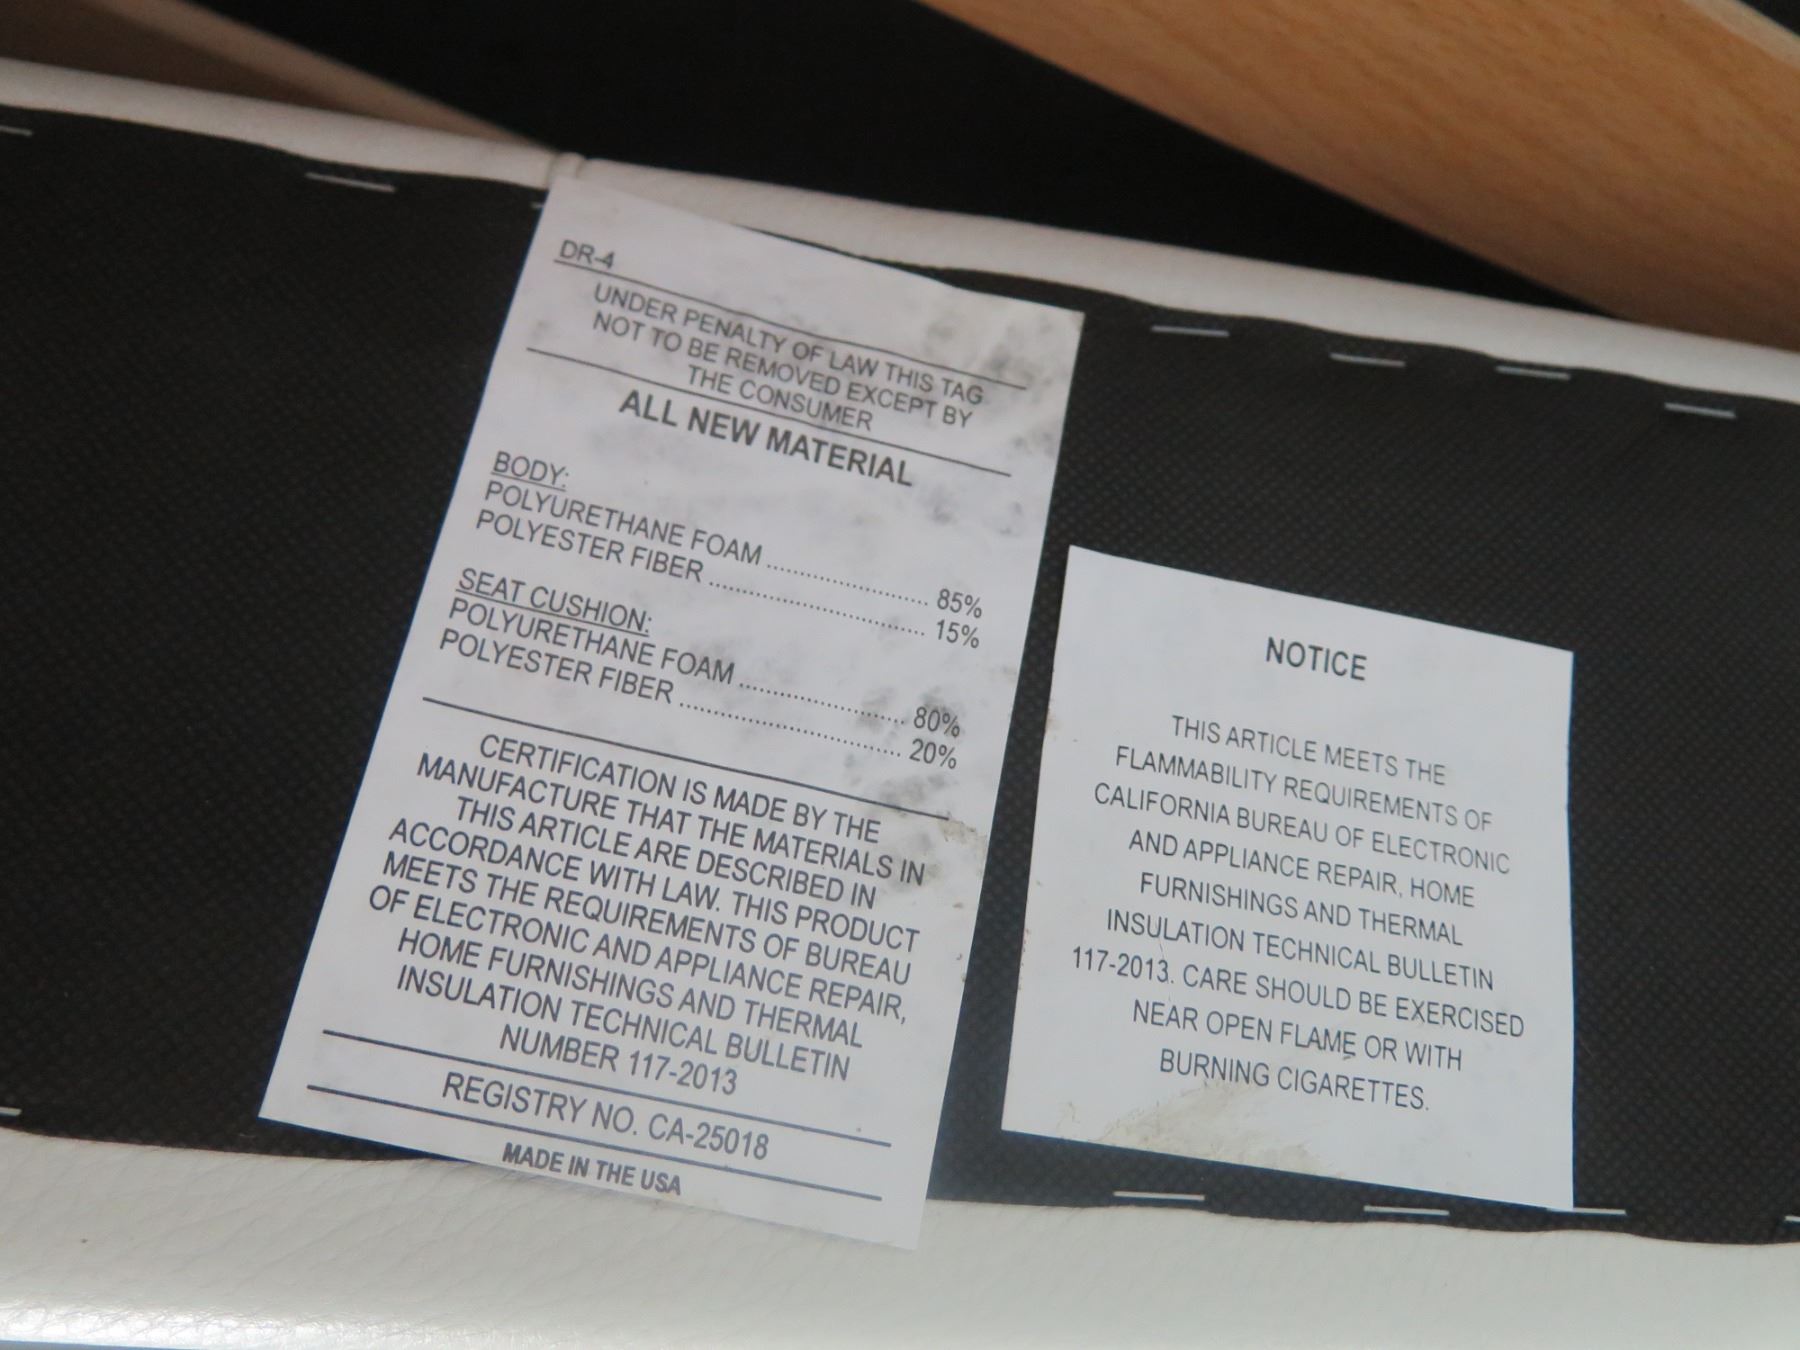 DR-4
UNDER PENALTY OF LAW THIS TAG
NOT TO BE REMOVED EXCEPT BY
THE CONSUMER
ALL NEW MATERIAL
BODY:
POLYURETHANE FOAM .......................... 85%
POLYESTER FIBER .................................. 15%
SEAT CUSHION:
POLYURETHANE FOAM .......................... 80%
POLYESTER FIBER .................................. 20%
CERTIFICATION IS MADE BY THE
MANUFACTURE THAT THE MATERIALS IN
THIS ARTICLE ARE DESCRIBED IN
ACCORDANCE WITH LAW. THIS PRODUCT
MEETS THE REQUIREMENTS OF BUREAU
OF ELECTRONIC AND APPLIANCE REPAIR,
HOME FURNISHINGS AND THERMAL
INSULATION TECHNICAL BULLETIN
NUMBER 117-2013
REGISTRY NO. CA-25018
MADE IN THE USA
NOTICE
THIS ARTICLE MEETS THE
FLAMMABILITY REQUIREMENTS OF
CALIFORNIA BUREAU OF ELECTRONIC
AND APPLIANCE REPAIR, HOME
FURNISHINGS AND THERMAL
INSULATION TECHNICAL BULLETIN
117-2013. CARE SHOULD BE EXERCISED
NEAR OPEN FLAME OR WITH
BURNING CIGARETTES.